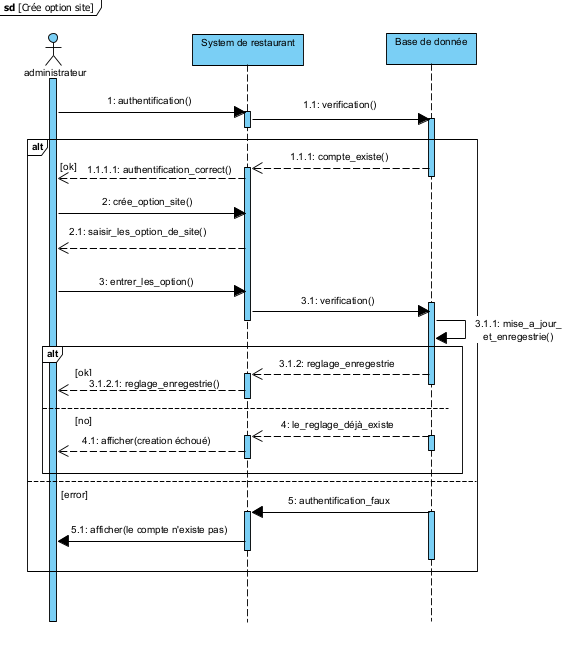 sd [Crée option site]
System de restaurant
Base de donnée
administrateur
1: authentification()
1.1: verification()
alt
1.1.1: compte_existe()
[ok]
1.1.1.1: authentification_correct()
2: crée_option_site()
2.1: saisir_les_option_de_site()
3: entrer_les_option()
3.1: verification()
3.1.1: mise_a_jour_
et_enregestrie()
alt
3.1.2: reglage_enregestrie
[ok]
3.1.2.1: reglage_enregestrie()
[no]
4: le_reglage_déjà_existe
4.1: afficher(creation échoué)
[error]
5: authentification_faux
5.1: afficher(le compte n'existe pas)